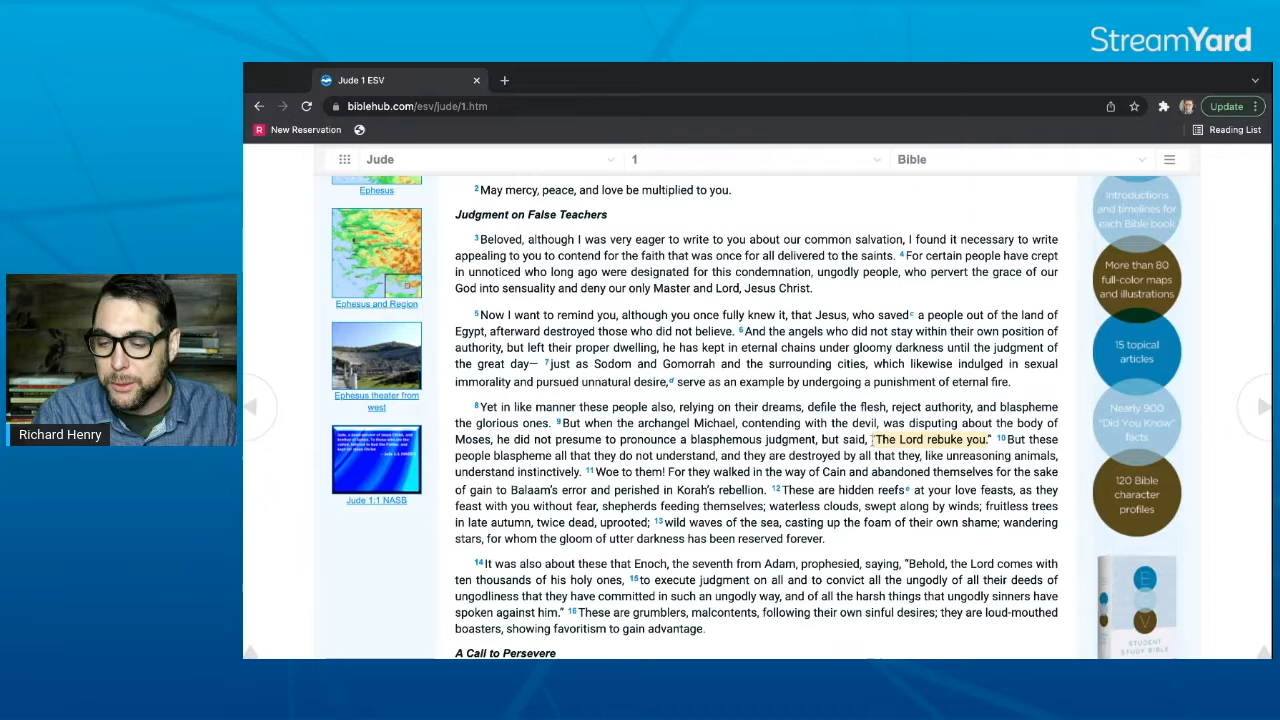 StreamYard
Jude 1 ESV
biblehub.com/esv/jude/1.htm
Update
New Reservation
Reading List
Jude
1
Bible
Ephesus
Ephesus and Region
Ephesus theater from
west
Jude 1:1 NASB
2 May mercy, peace, and love be multiplied to you.
Judgment on False Teachers
3 Beloved, although I was very eager to write to you about our common salvation, I found it necessary to write
appealing to you to contend for the faith that was once for all delivered to the saints. 4 For certain people have crept
in unnoticed who long ago were designated for this condemnation, ungodly people, who pervert the grace of our
God into sensuality and deny our only Master and Lord, Jesus Christ.
5 Now I want to remind you, although you once fully knew it, that Jesus, who saved c a people out of the land of
Egypt, afterward destroyed those who did not believe. 6 And the angels who did not stay within their own position of
authority, but left their proper dwelling, he has kept in eternal chains under gloomy darkness until the judgment of
the great day— 7 just as Sodom and Gomorrah and the surrounding cities, which likewise indulged in sexual
immorality and pursued unnatural desire, d serve as an example by undergoing a punishment of eternal fire.
8 Yet in like manner these people also, relying on their dreams, defile the flesh, reject authority, and blaspheme
the glorious ones. 9 But when the archangel Michael, contending with the devil, was disputing about the body of
Moses, he did not presume to pronounce a blasphemous judgment, but said, “The Lord rebuke you.” 10 But these
people blaspheme all that they do not understand, and they are destroyed by all that they, like unreasoning animals,
understand instinctively. 11 Woe to them! For they walked in the way of Cain and abandoned themselves for the sake
of gain to Balaam’s error and perished in Korah’s rebellion. 12 These are hidden reefs e at your love feasts, as they
feast with you without fear, shepherds feeding themselves; waterless clouds, swept along by winds; fruitless trees
in late autumn, twice dead, uprooted; 13 wild waves of the sea, casting up the foam of their own shame; wandering
stars, for whom the gloom of utter darkness has been reserved forever.
14 It was also about these that Enoch, the seventh from Adam, prophesied, saying, “Behold, the Lord comes with
ten thousands of his holy ones, 15 to execute judgment on all and to convict all the ungodly of all their deeds of
ungodliness that they have committed in such an ungodly way, and of all the harsh things that ungodly sinners have
spoken against him.” 16 These are grumblers, malcontents, following their own sinful desires; they are loud-mouthed
boasters, showing favoritism to gain advantage.
A Call to Persevere
Introductions
and timelines for
each Bible book
More than 80
full-color maps
and illustrations
15 topical
articles
Nearly 900
“Did You Know”
facts
120 Bible
character
profiles
E
S
V
STUDENT
STUDY BIBLE
Richard Henry